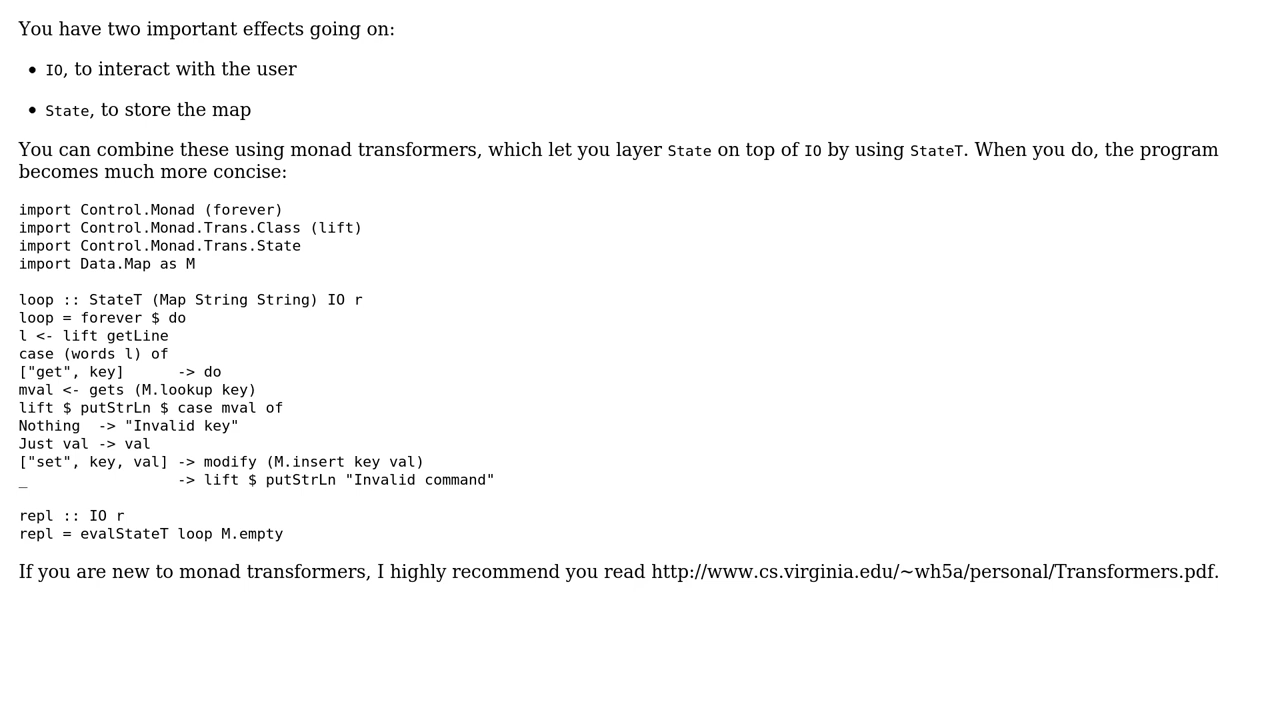 You have two important effects going on:
• IO, to interact with the user
• State, to store the map
You can combine these using monad transformers, which let you layer State on top of IO by using StateT. When you do, the program
becomes much more concise:
import Control.Monad (forever)
import Control.Monad.Trans.Class (lift)
import Control.Monad.Trans.State
import Data.Map as M

loop :: StateT (Map String String) IO r
loop = forever $ do
l <- lift getLine
case (words l) of
["get", key]      -> do
mval <- gets (M.lookup key)
lift $ putStrLn $ case mval of
Nothing  -> "Invalid key"
Just val -> val
["set", key, val] -> modify (M.insert key val)
_                 -> lift $ putStrLn "Invalid command"

repl :: IO r
repl = evalStateT loop M.empty
If you are new to monad transformers, I highly recommend you read http://www.cs.virginia.edu/~wh5a/personal/Transformers.pdf.